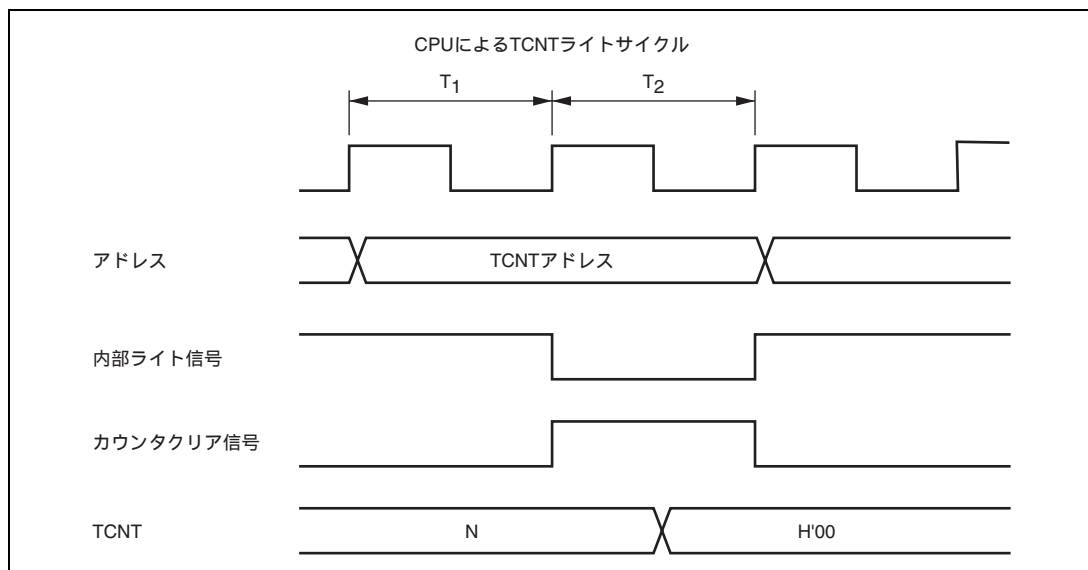 CPUによるTCNTライトサイクル
T1 T2
アドレス TCNTアドレス
内部ライト信号
カウンタクリア信号
TCNT N H'00